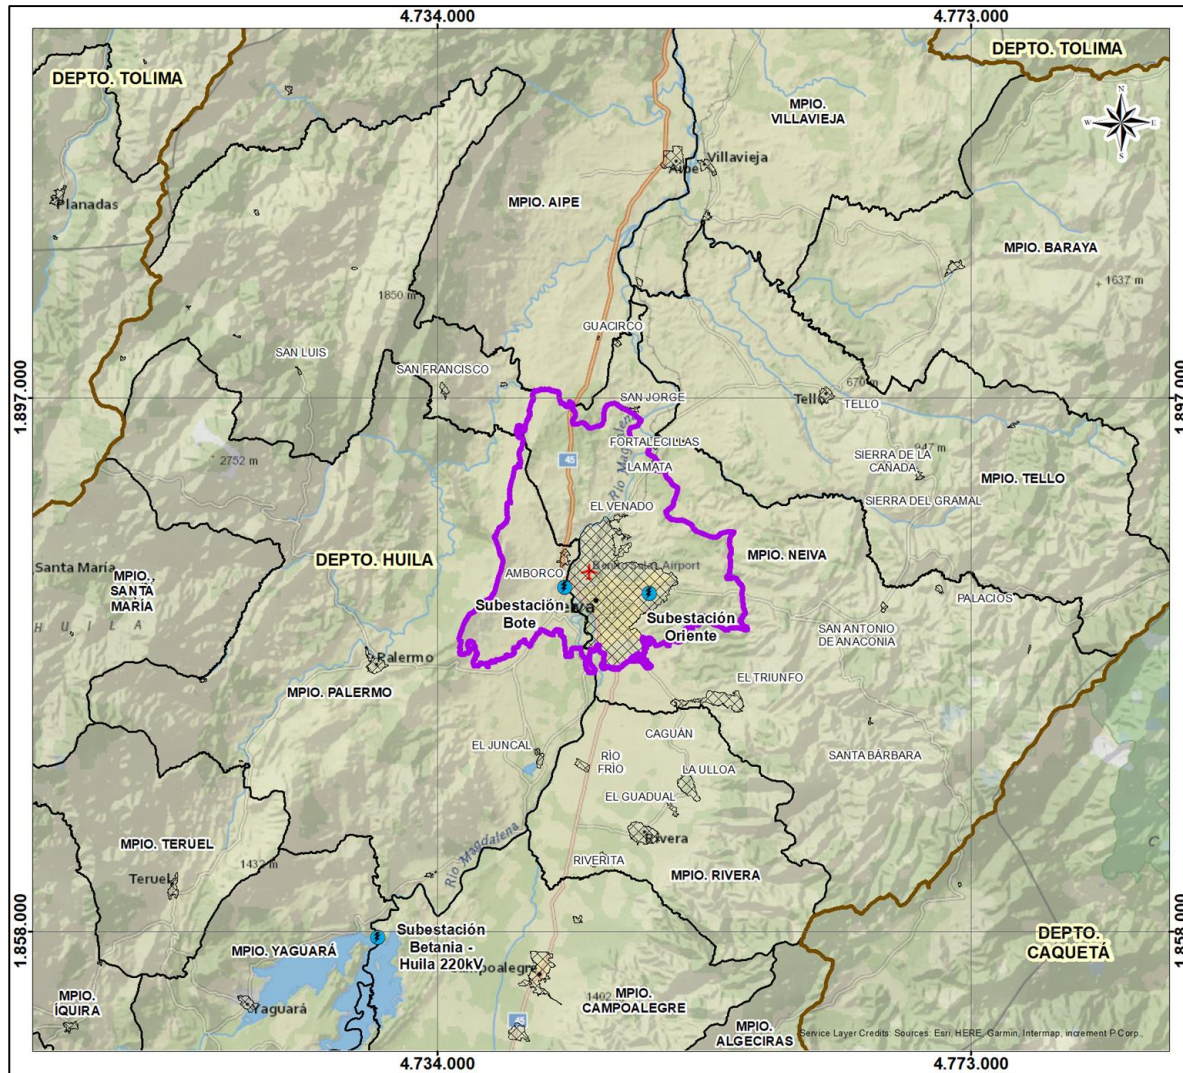 4.734.000
4.773.000
DEPTO. TOLIMA
DEPTO. TOLIMA
MPIO.
VILLAVIEJA
N
W
E
S
Villavieja
Aipe
Planadas
MPIO. AIPE
MPIO. BARAYA
1637 m
1850 m
GUACIRCO
SAN LUIS
SAN FRANCISCO
1.897.000
1.897.000
SAN JORGE
670 m
Tello
TELLO
Río Magdalena
FORTALECILLAS
45
LA MATA
2752 m
947 m
SIERRA DE LA
CAÑADA
MPIO. TELLO
SIERRA DEL GRAMAL
EL VENADO
DEPTO. HUILA
MPIO. NEIVA
Santa María
MPIO.
SANTA
MARÍA
HUILA
AMBORCO
Benito Salas Airport
Subestación
Bote
Subestación
Oriente
PALACIOS
SAN ANTONIO
DE ANACONIA
Palermo
MPIO. PALERMO
EL TRIUNFO
CAGUÁN
EL JUNCAL
RÍO
FRÍO
LA ULLOA
SANTA BÁRBARA
EL GUADUAL
Rivera
MPIO. TERUEL
1432 m
Río Magdalena
Teruel
RIVERITA
MPIO. RIVERA
C
1.858.000
1.858.000
Subestación
Betania -
Huila 220kV
MPIO. YAGUARÁ
DEPTO.
CAQUETÁ
MPIO.
ÍQUIRA
Yaguará
1402
MPIO.
CAMPOALEGRE
45
MPIO.
ALGECIRAS
Service Layer Credits: Sources: Esri, HERE, Garmin, Intermap, increment P Corp.,
4.734.000
4.773.000